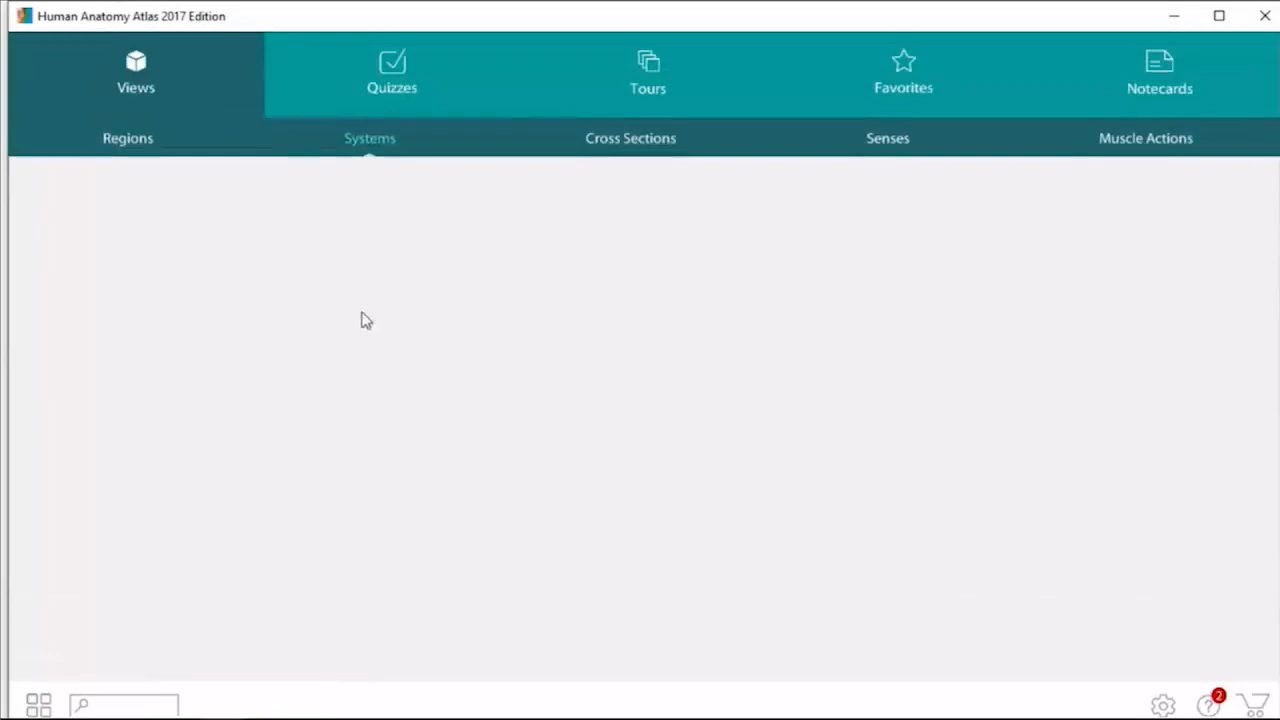 Human Anatomy Atlas 2017 Edition
Views Quizzes Tours Favorites Notecards
Regions Systems Cross Sections Senses Muscle Actions
2